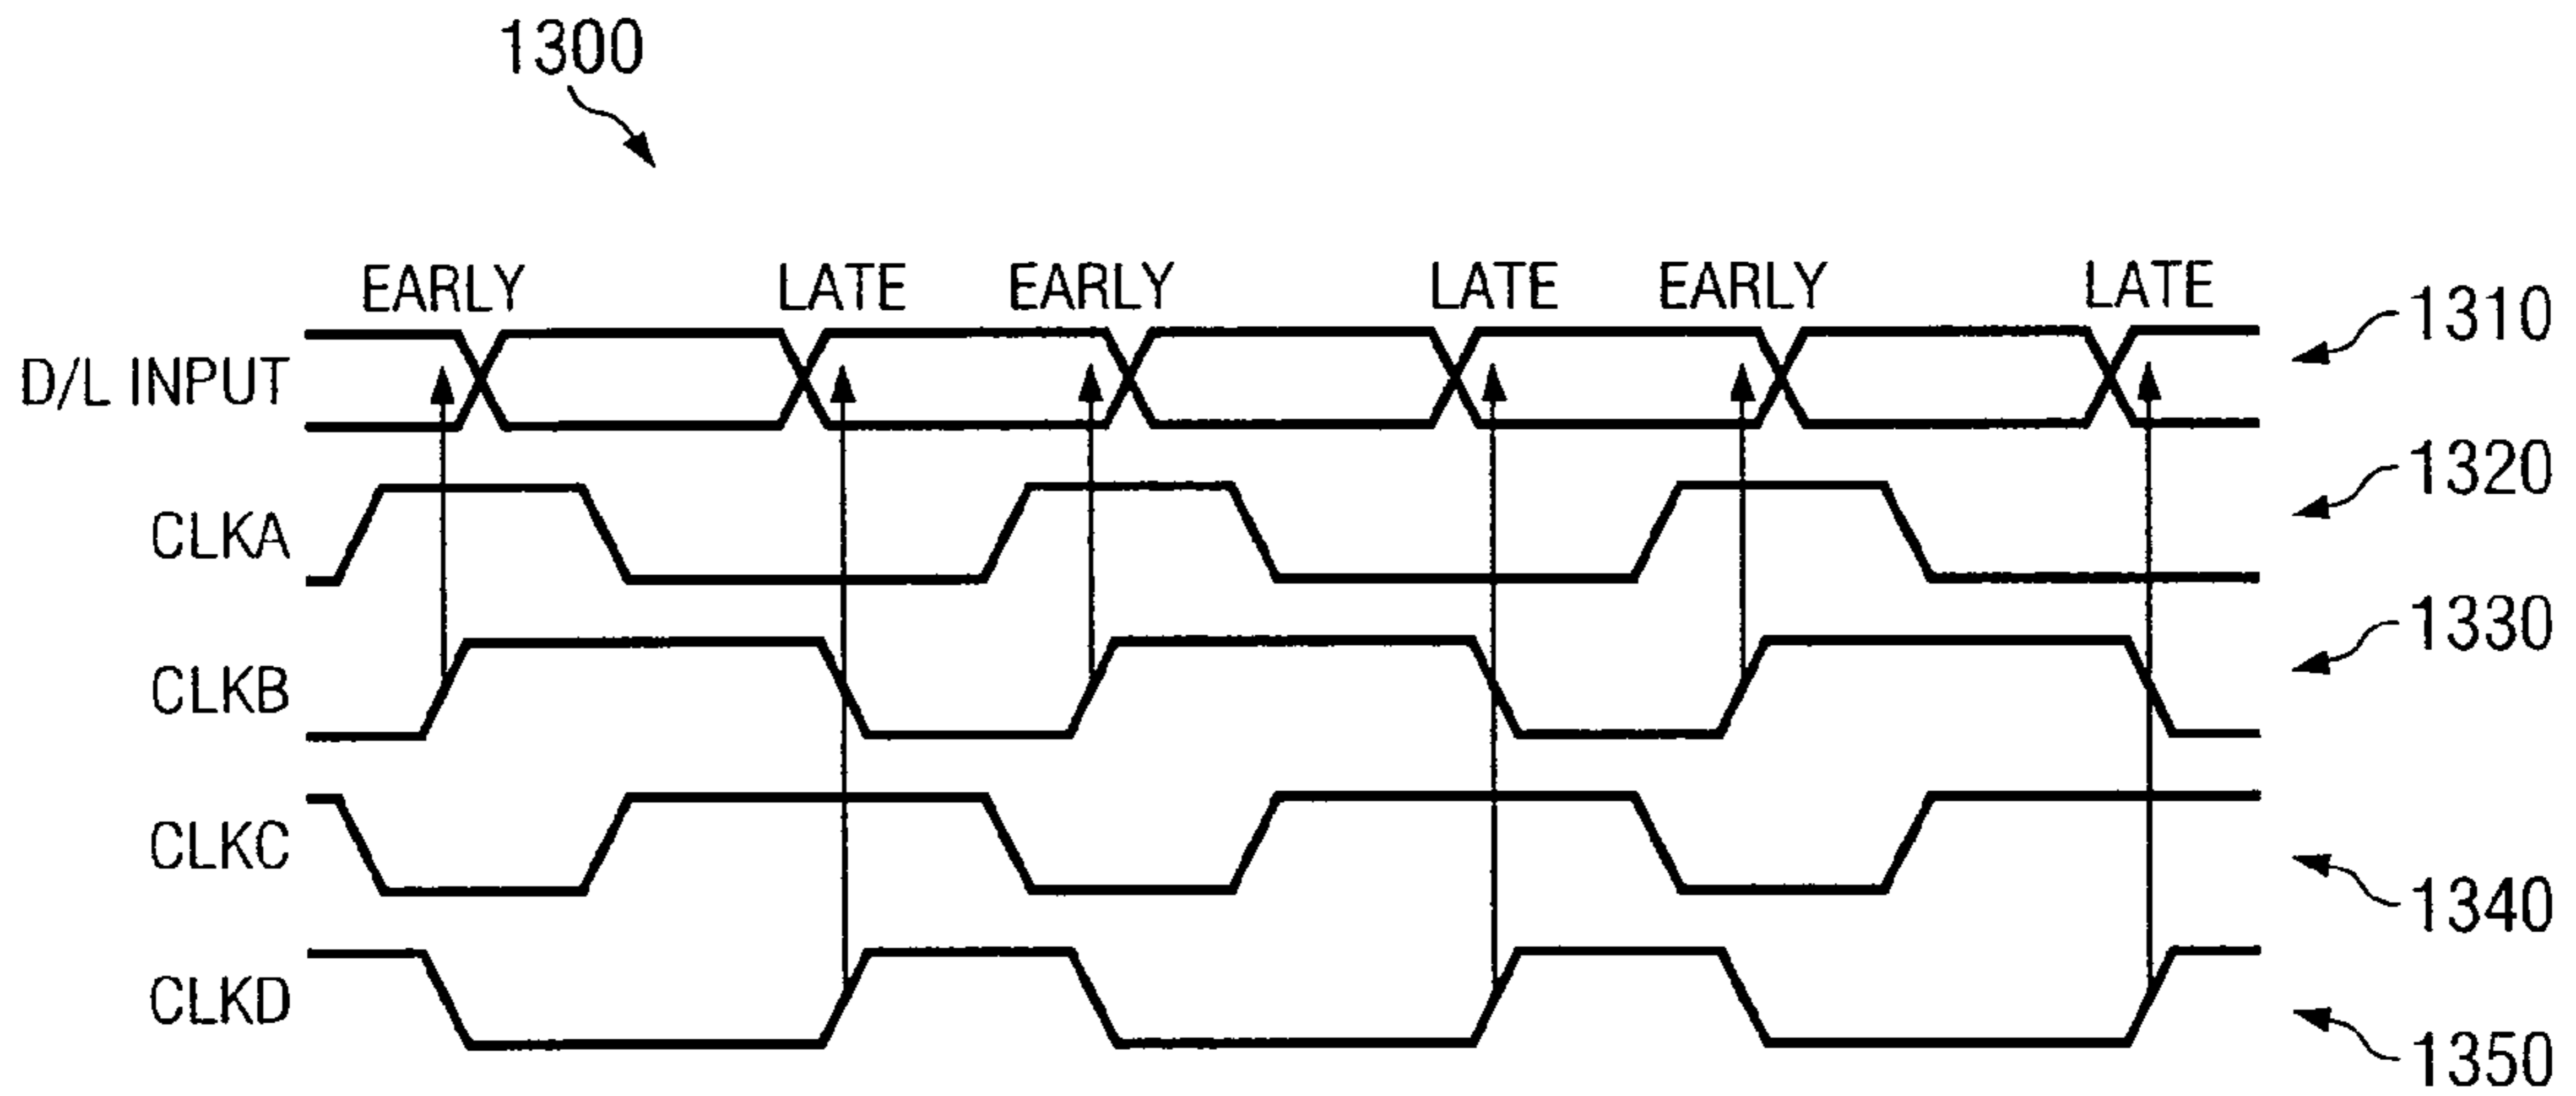 1300
EARLY LATE EARLY LATE EARLY LATE
D/L INPUT 1310
CLKA 1320
CLKB 1330
CLKC 1340
CLKD 1350